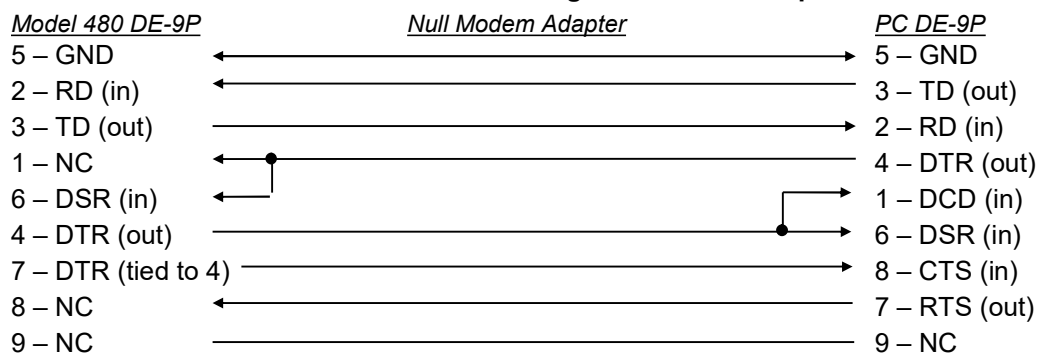 Model 480 DE-9P Null Modem Adapter PC DE-9P
5 – GND 5 – GND
2 – RD (in) 3 – TD (out)
3 – TD (out) 2 – RD (in)
1 – NC 4 – DTR (out)
6 – DSR (in) 1 – DCD (in)
4 – DTR (out) 6 – DSR (in)
7 – DTR (tied to 4) 8 – CTS (in)
8 – NC 7 – RTS (out)
9 – NC 9 – NC